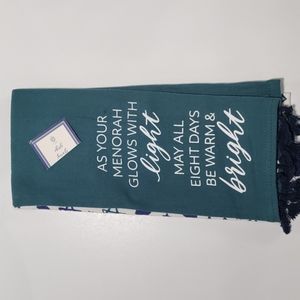 AS YOUR
MENORAH
GLOWS WITH
light
MAY ALL
EIGHT DAYS
BE WARM &
bright